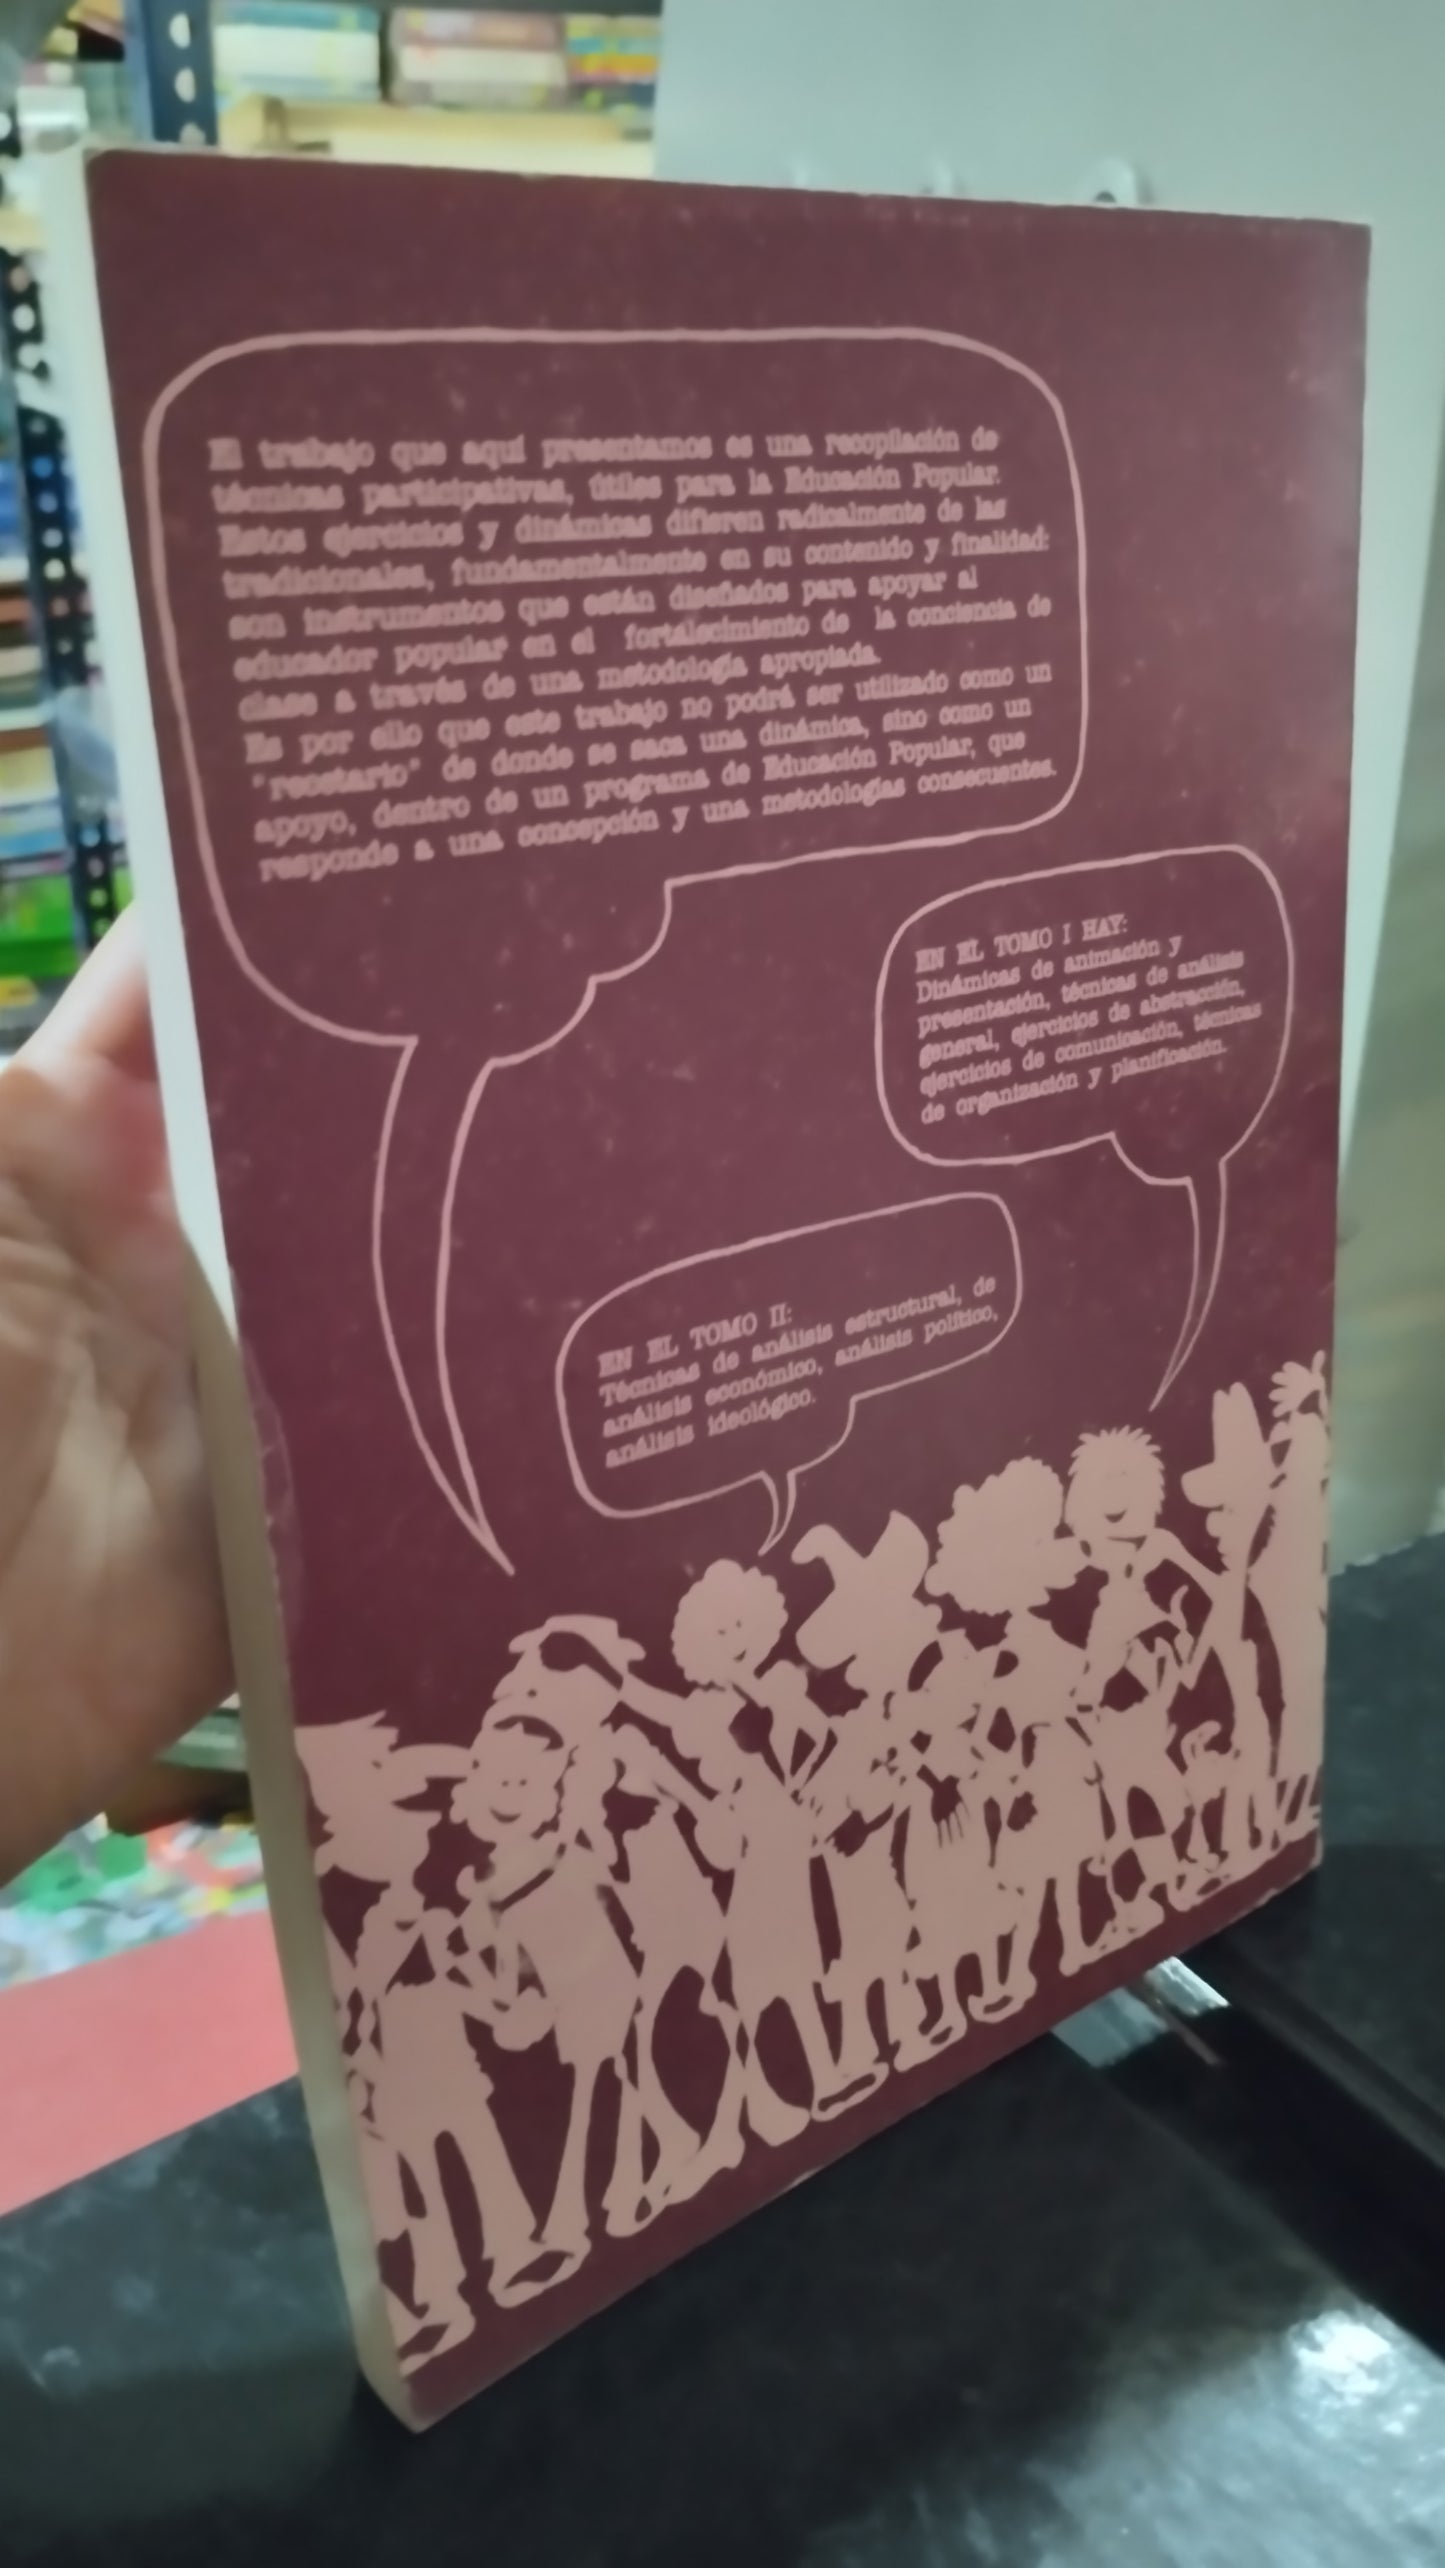 El trabajo que aquí presentamos es una recopilación de
técnicas participativas, útiles para la Educación Popular.
Estos ejercicios y dinámicas difieren radicalmente de las
tradicionales, fundamentalmente en su contenido y finalidad:
son instrumentos que están diseñados para apoyar al
educador popular en el fortalecimiento de la conciencia de
clase a través de una metodología apropiada.
Es por ello que este trabajo no podrá ser utilizado como un
"recetario" de donde se saca una dinámica, sino como un
apoyo, dentro de un programa de Educación Popular, que
responde a una concepción y una metodologías consecuentes.
EN EL TOMO I HAY:
Dinámicas de animación y
presentación, técnicas de análisis
general, ejercicios de abstracción,
ejercicios de comunicación, técnicas
de organización y planificación.
EN EL TOMO II:
Técnicas de análisis estructural, de
análisis económico, análisis político,
análisis ideológico.